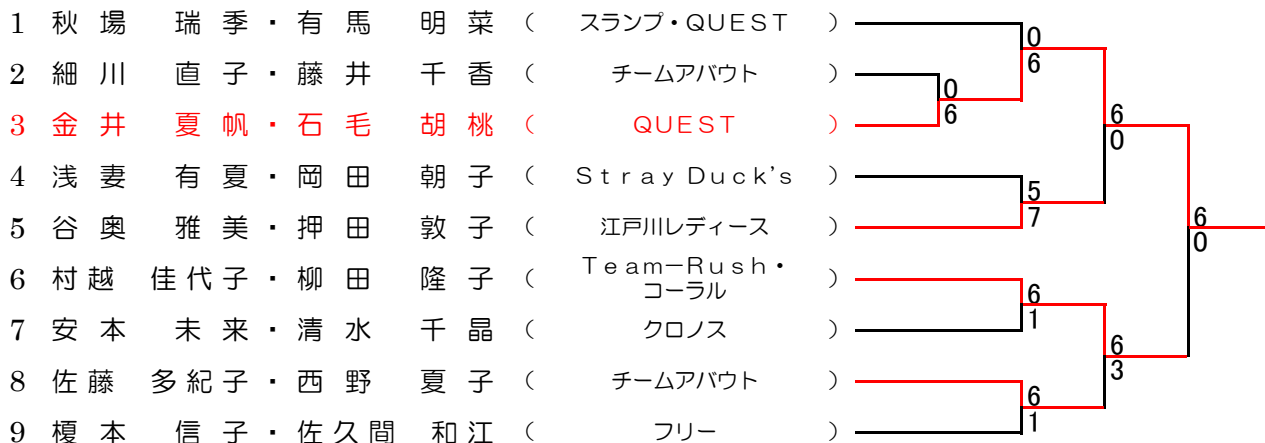 1 秋場 瑞季・有馬 明菜 ( スランプ・QUEST )
0
6
2 細川 直子・藤井 千香 ( チームアバウト )
0
6
3 金井 夏帆・石毛 胡桃 ( QUEST )
6
0
4 浅妻 有夏・岡田 朝子 ( Stray Duck's )
5
7
5 谷奥 雅美・押田 敦子 ( 江戸川レディース )
6
0
6 村越 佳代子・柳田 隆子 ( Team－Rush・
コーラル )
6
1
7 安本 未来・清水 千晶 ( クロノス )
6
3
8 佐藤 多紀子・西野 夏子 ( チームアバウト )
6
1
9 榎本 信子・佐久間 和江 ( フリー )